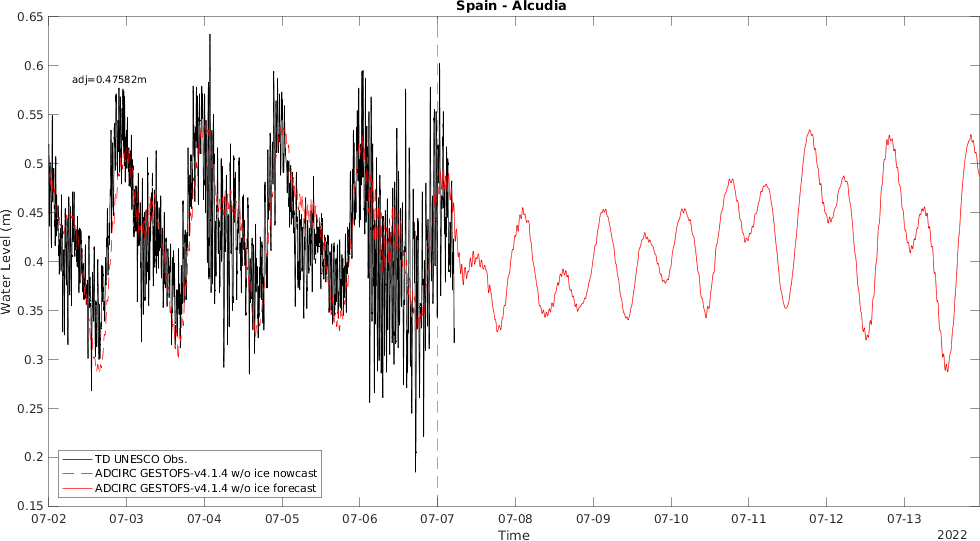 Spain - Alcudia
0.65
0.6
0.55
0.5
0.45
0.4
0.35
0.3
0.25
0.2
0.15
Water Level (m)
adj=0.47582m
TD UNESCO Obs.
ADCIRC GESTOFS-v4.1.4 w/o ice nowcast
ADCIRC GESTOFS-v4.1.4 w/o ice forecast
07-02 07-03 07-04 07-05 07-06 07-07 07-08 07-09 07-10 07-11 07-12 07-13
Time
2022